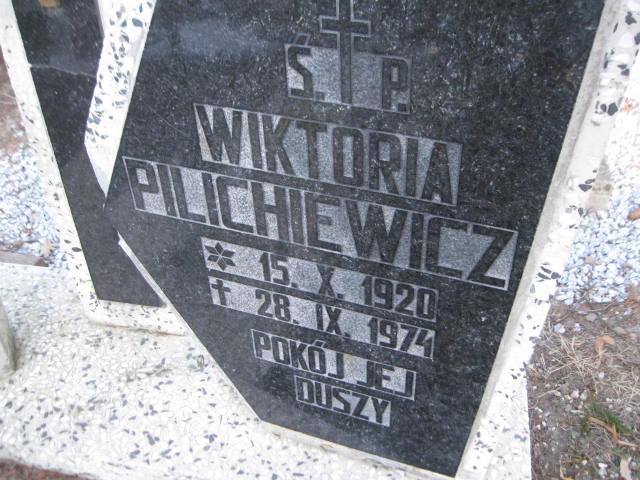 Ś. P.
WIKTORIA
PILICHIEWICZ
* 15. X. 1920
† 28. IX. 1974
POKÓJ JEJ
DUSZY